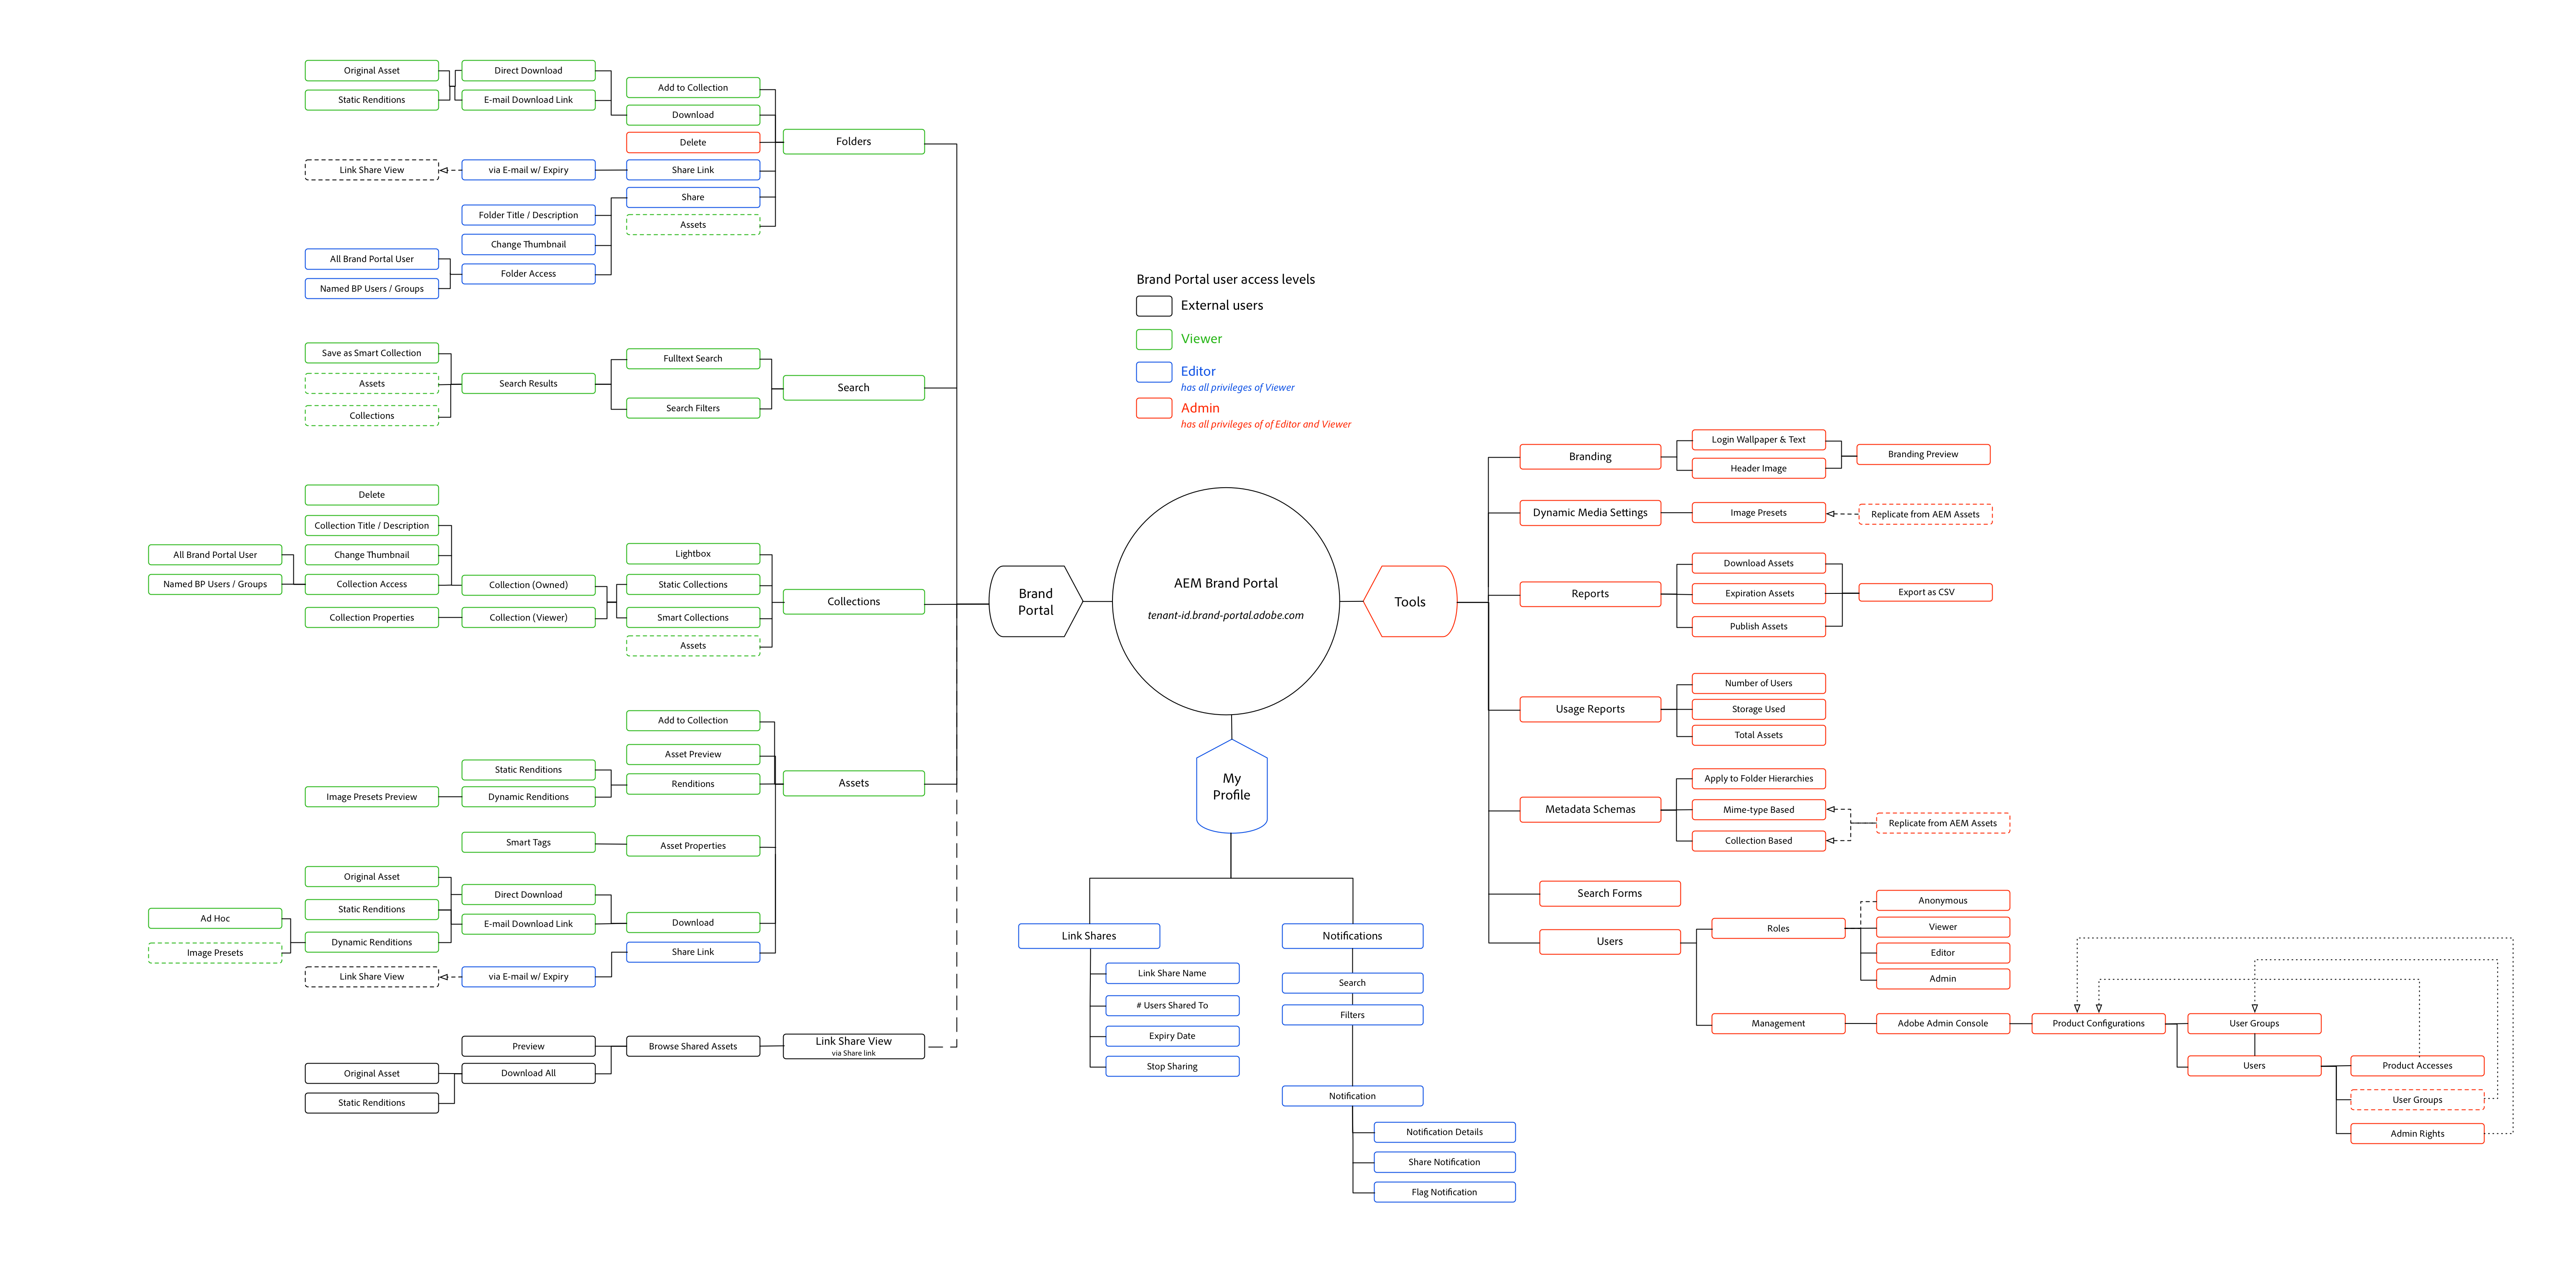 Original Asset
Static Renditions
Direct Download
E-mail Download Link
Add to Collection
Download
Delete
Share Link
Share
Assets
Folders
Link Share View
via E-mail w/ Expiry
Folder Title / Description
Change Thumbnail
Folder Access
All Brand Portal User
Named BP Users / Groups
Save as Smart Collection
Assets
Collections
Search Results
Fulltext Search
Search Filters
Search
Delete
Collection Title / Description
Change Thumbnail
Collection Access
Collection Properties
All Brand Portal User
Named BP Users / Groups
Collection (Owned)
Collection (Viewer)
Lightbox
Static Collections
Smart Collections
Assets
Collections
Add to Collection
Asset Preview
Renditions
Asset Properties
Download
Share Link
Assets
Static Renditions
Dynamic Renditions
Image Presets Preview
Smart Tags
Original Asset
Static Renditions
Dynamic Renditions
Direct Download
E-mail Download Link
Ad Hoc
Image Presets
Link Share View
via E-mail w/ Expiry
Preview
Download All
Original Asset
Static Renditions
Browse Shared Assets
Link Share View
via Share link
Brand Portal user access levels
External users
Viewer
Editor
has all privileges of Viewer
Admin
has all privileges of of Editor and Viewer
Brand
Portal
AEM Brand Portal
tenant-id.brand-portal.adobe.com
Tools
My
Profile
Link Shares
Link Share Name
# Users Shared To
Expiry Date
Stop Sharing
Notifications
Search
Filters
Notification
Notification Details
Share Notification
Flag Notification
Branding
Login Wallpaper & Text
Header Image
Branding Preview
Dynamic Media Settings
Image Presets
Replicate from AEM Assets
Reports
Download Assets
Expiration Assets
Publish Assets
Export as CSV
Usage Reports
Number of Users
Storage Used
Total Assets
Metadata Schemas
Apply to Folder Hierarchies
Mime-type Based
Collection Based
Replicate from AEM Assets
Search Forms
Users
Roles
Anonymous
Viewer
Editor
Admin
Management
Adobe Admin Console
Product Configurations
User Groups
Users
Product Accesses
User Groups
Admin Rights